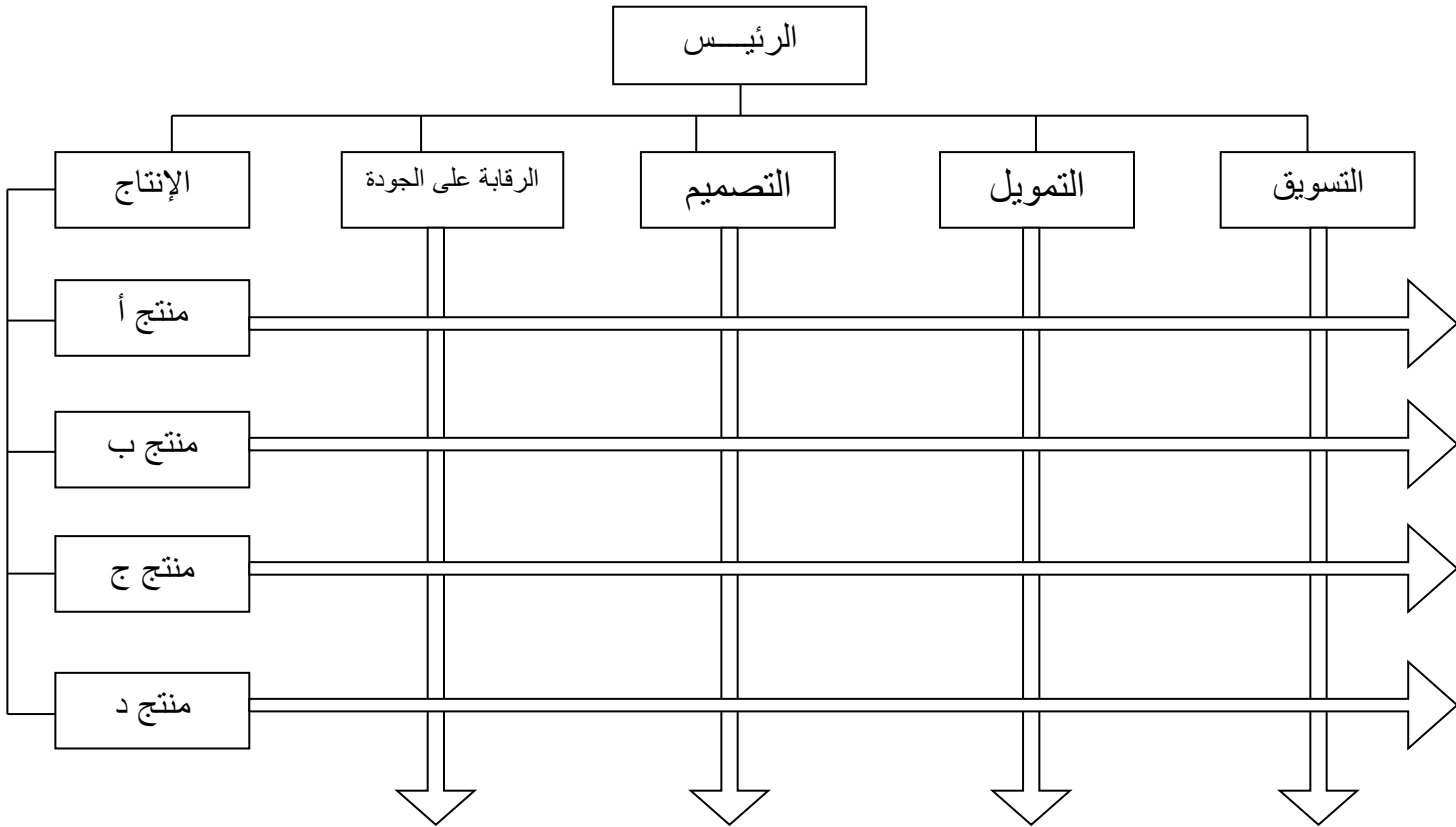 الرئيـــس
التسويق
التمويل
التصميم
الرقابة على الجودة
الإنتاج
منتج أ
منتج ب
منتج ج
منتج د